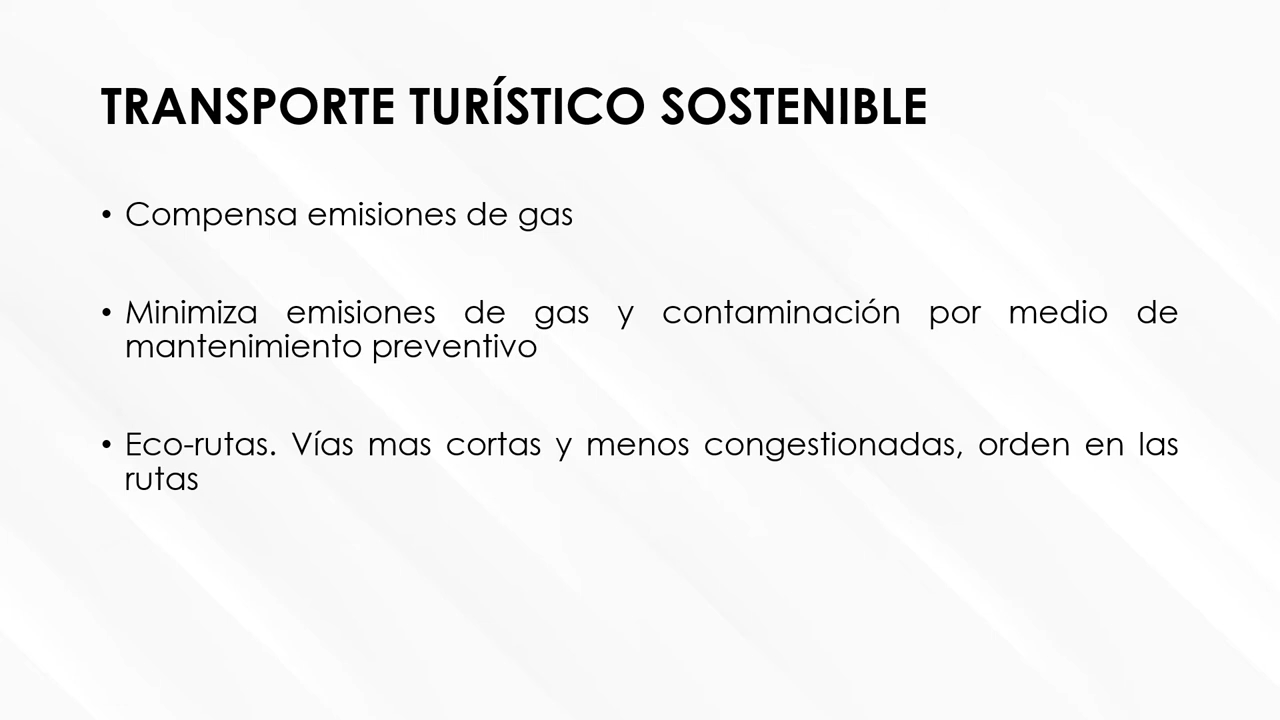 TRANSPORTE TURÍSTICO SOSTENIBLE
• Compensa emisiones de gas
• Minimiza emisiones de gas y contaminación por medio de
mantenimiento preventivo
• Eco-rutas. Vías mas cortas y menos congestionadas, orden en las
rutas